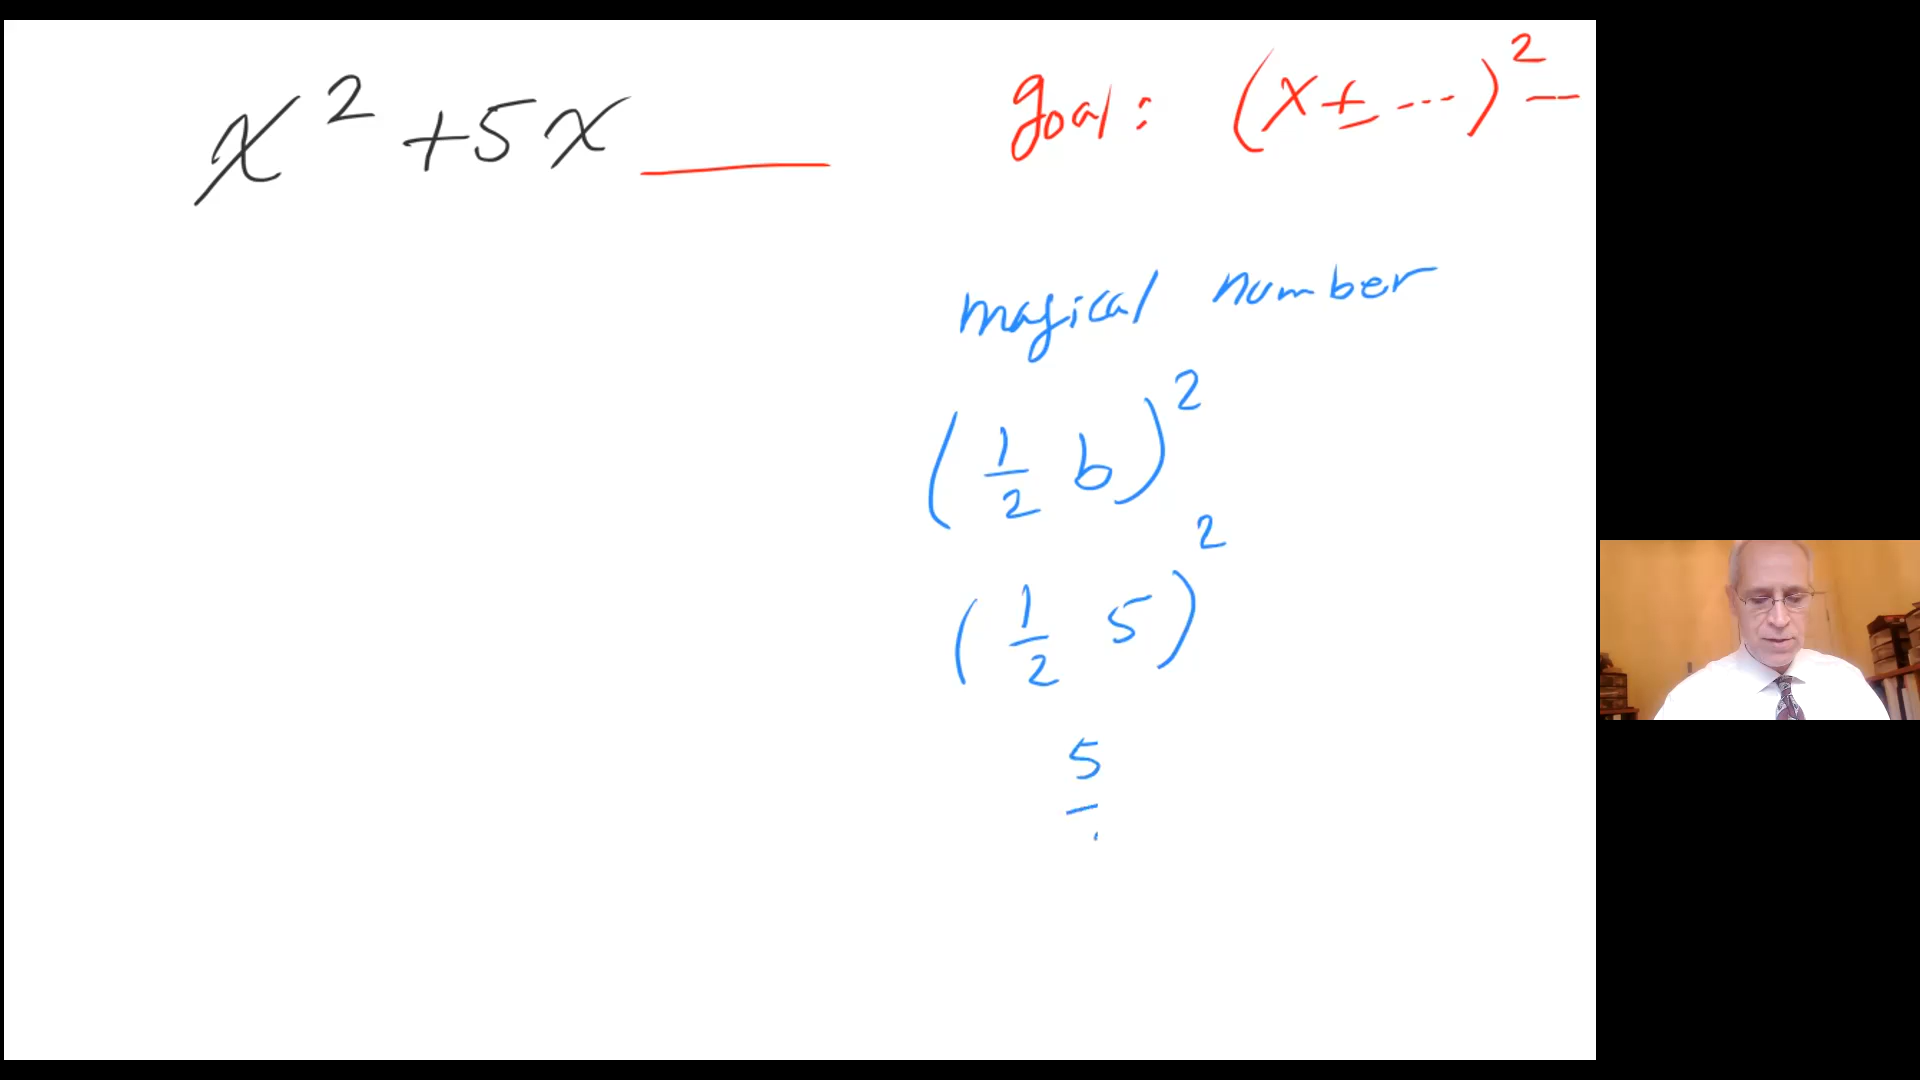 x² + 5x ____
goal: (x ± ...)² --
magical number
(1/2 b)²
(1/2 5)²
5/